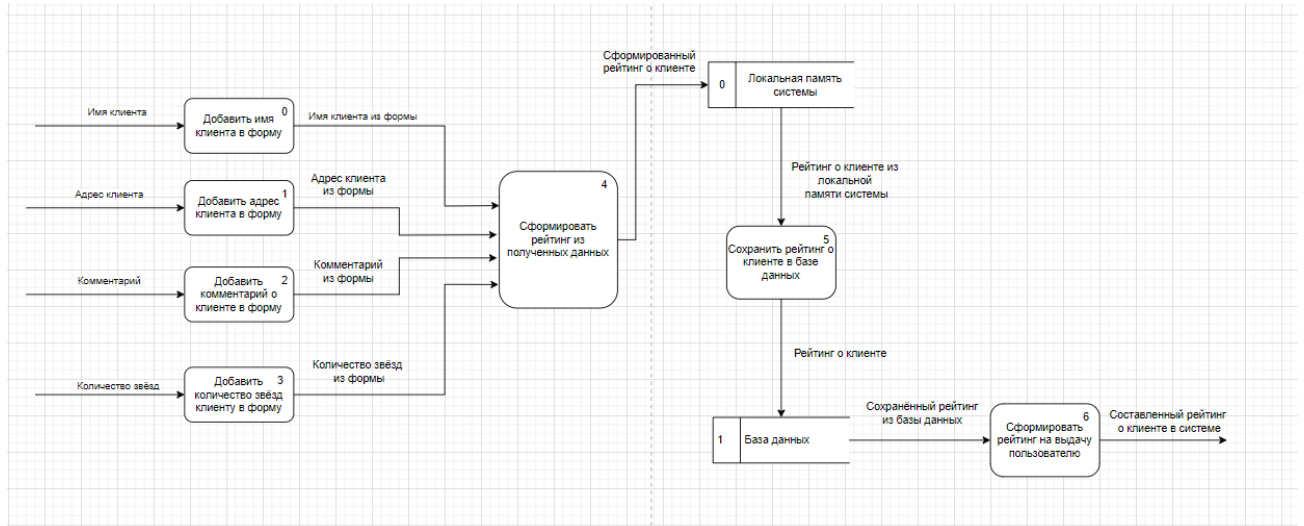 Имя клиента
0
Добавить имя
клиента в форму
Имя клиента из формы
Адрес клиента
1
Добавить адрес
клиента в форму
Адрес клиента
из формы
Комментарий
2
Добавить
комментарий о
клиенте в форму
Комментарий
из формы
Количество звёзд
3
Добавить
количество звёзд
клиенту в форму
Количество звёзд
из формы
4
Сформировать
рейтинг из
полученных данных
Сформированный
рейтинг о клиенте
0
Локальная память
системы
Рейтинг о клиенте из
локальной
памяти системы
5
Сохранить рейтинг о
клиенте в базе
данных
Рейтинг о клиенте
1
База данных
Сохранённый рейтинг
из базы данных
6
Сформировать
рейтинг на выдачу
пользователю
Составленный рейтинг
о клиенте в системе